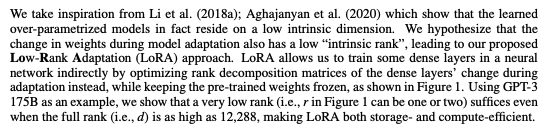 We take inspiration from Li et al. (2018a); Aghajanyan et al. (2020) which show that the learned
over-parametrized models in fact reside on a low intrinsic dimension. We hypothesize that the
change in weights during model adaptation also has a low “intrinsic rank”, leading to our proposed
Low-Rank Adaptation (LoRA) approach. LoRA allows us to train some dense layers in a neural
network indirectly by optimizing rank decomposition matrices of the dense layers’ change during
adaptation instead, while keeping the pre-trained weights frozen, as shown in Figure 1. Using GPT-3
175B as an example, we show that a very low rank (i.e., r in Figure 1 can be one or two) suffices even
when the full rank (i.e., d) is as high as 12,288, making LoRA both storage- and compute-efficient.